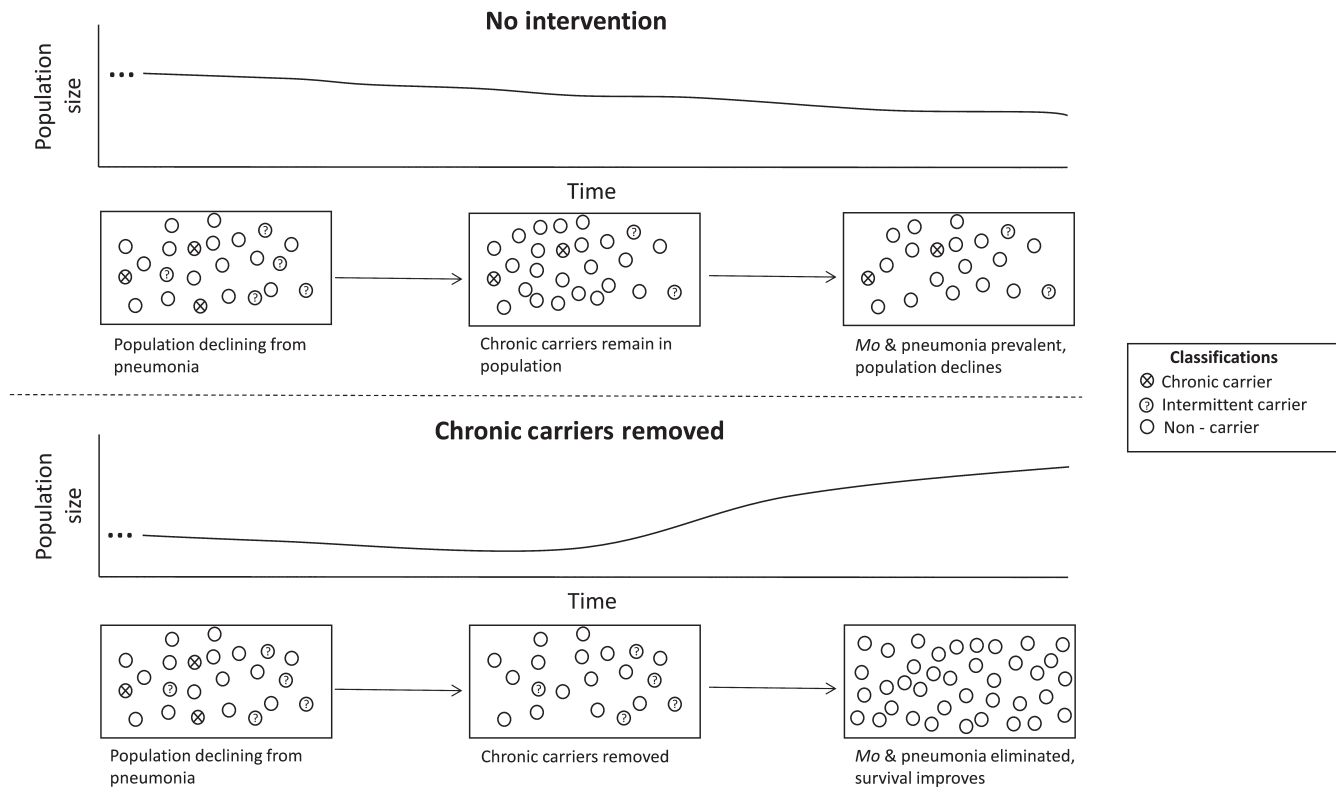 No intervention
Population
size
...
Time
Population declining from
pneumonia
Chronic carriers remain in
population
Mo & pneumonia prevalent,
population declines
Classifications
Chronic carrier
Intermittent carrier
Non - carrier
Chronic carriers removed
Population
size
...
Time
Population declining from
pneumonia
Chronic carriers removed
Mo & pneumonia eliminated,
survival improves